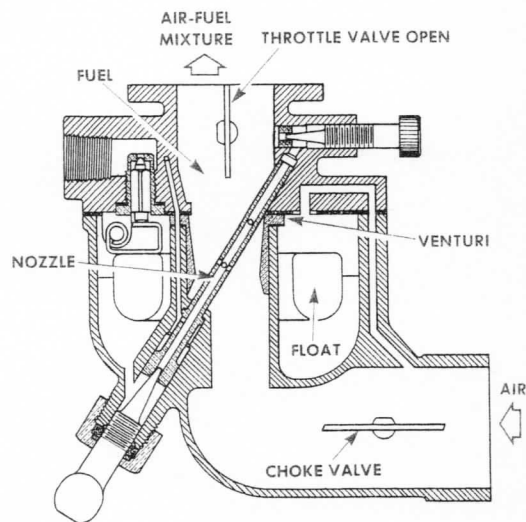 AIR-FUEL
MIXTURE
THROTTLE VALVE OPEN
FUEL
VENTURI
NOZZLE
FLOAT
AIR
CHOKE VALVE